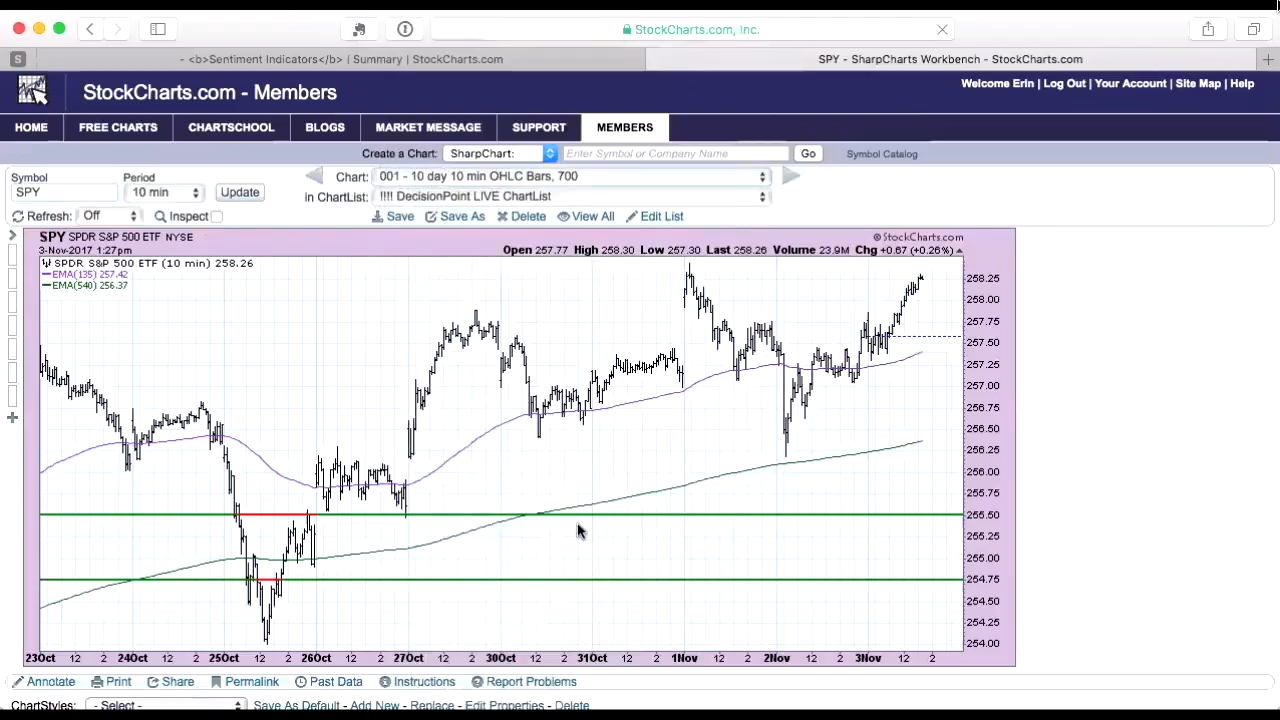 StockCharts.com, Inc.
S
- <b>Sentiment Indicators</b> | Summary | StockCharts.com
SPY - SharpCharts Workbench - StockCharts.com
StockCharts.com - Members
Welcome Erin | Log Out | Your Account | Site Map | Help
HOME FREE CHARTS CHARTSCHOOL BLOGS MARKET MESSAGE SUPPORT MEMBERS
Create a Chart: SharpChart: Enter Symbol or Company Name Go Symbol Catalog
Symbol Period
SPY 10 min Update
Chart: 001 - 10 day 10 min OHLC Bars, 700
in ChartList: !!!! DecisionPoint LIVE ChartList
Refresh: Off Inspect
Save Save As Delete View All Edit List
SPY SPDR S&P 500 ETF NYSE
© StockCharts.com
3-Nov-2017 1:27pm
Open 257.77 High 258.30 Low 257.30 Last 258.26 Volume 23.9M Chg +0.67 (+0.26%)
SPDR S&P 500 ETF (10 min) 258.26
EMA(135) 257.42
EMA(540) 256.37
258.25
258.00
257.75
257.50
257.25
257.00
256.75
256.50
256.25
256.00
255.75
255.50
255.25
255.00
254.75
254.50
254.25
254.00
23Oct 12 2 24Oct 12 2 25Oct 12 2 26Oct 12 2 27Oct 12 2 30Oct 12 2 31Oct 12 2 1Nov 12 2 2Nov 12 2 3Nov 12 2
Annotate Print Share Permalink Past Data Instructions Report Problems
ChartStyles: - Select - Save As Default - Add New - Replace - Edit Properties - Delete